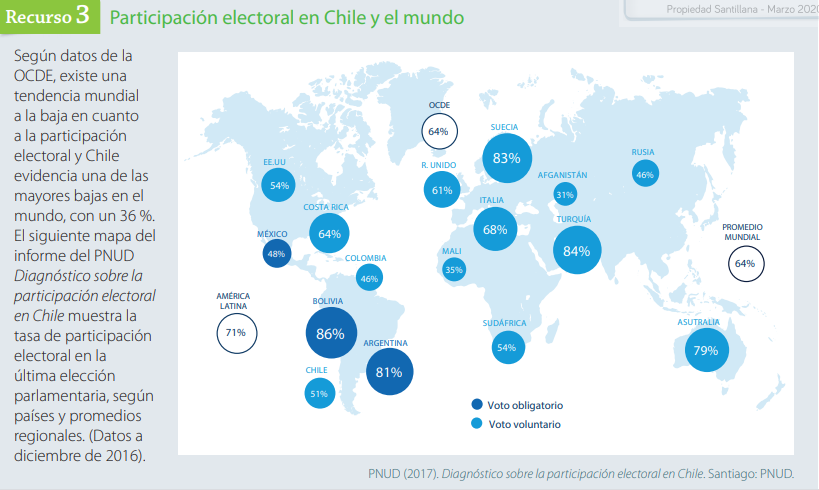 Recurso 3
Participación electoral en Chile y el mundo
Propiedad Santillana - Marzo 2020
Según datos de la
OCDE, existe una
tendencia mundial
a la baja en cuanto
a la participación
electoral y Chile
evidencia una de las
mayores bajas en el
mundo, con un 36 %.
El siguiente mapa del
informe del PNUD
Diagnóstico sobre la
participación electoral
en Chile muestra la
tasa de participación
electoral en la
última elección
parlamentaria, según
países y promedios
regionales. (Datos a
diciembre de 2016).
OCDE
64%
SUECIA
83%
RUSIA
46%
EE.UU
54%
R. UNIDO
61%
AFGANISTÁN
31%
COSTA RICA
64%
ITALIA
68%
TURQUÍA
84%
MÉXICO
48%
PROMEDIO
MUNDIAL
64%
COLOMBIA
46%
MALI
35%
AMÉRICA
LATINA
71%
BOLIVIA
86%
ARGENTINA
81%
SUDÁFRICA
54%
ASUTRALIA
79%
CHILE
51%
Voto obligatorio
Voto voluntario
PNUD (2017). Diagnóstico sobre la participación electoral en Chile. Santiago: PNUD.